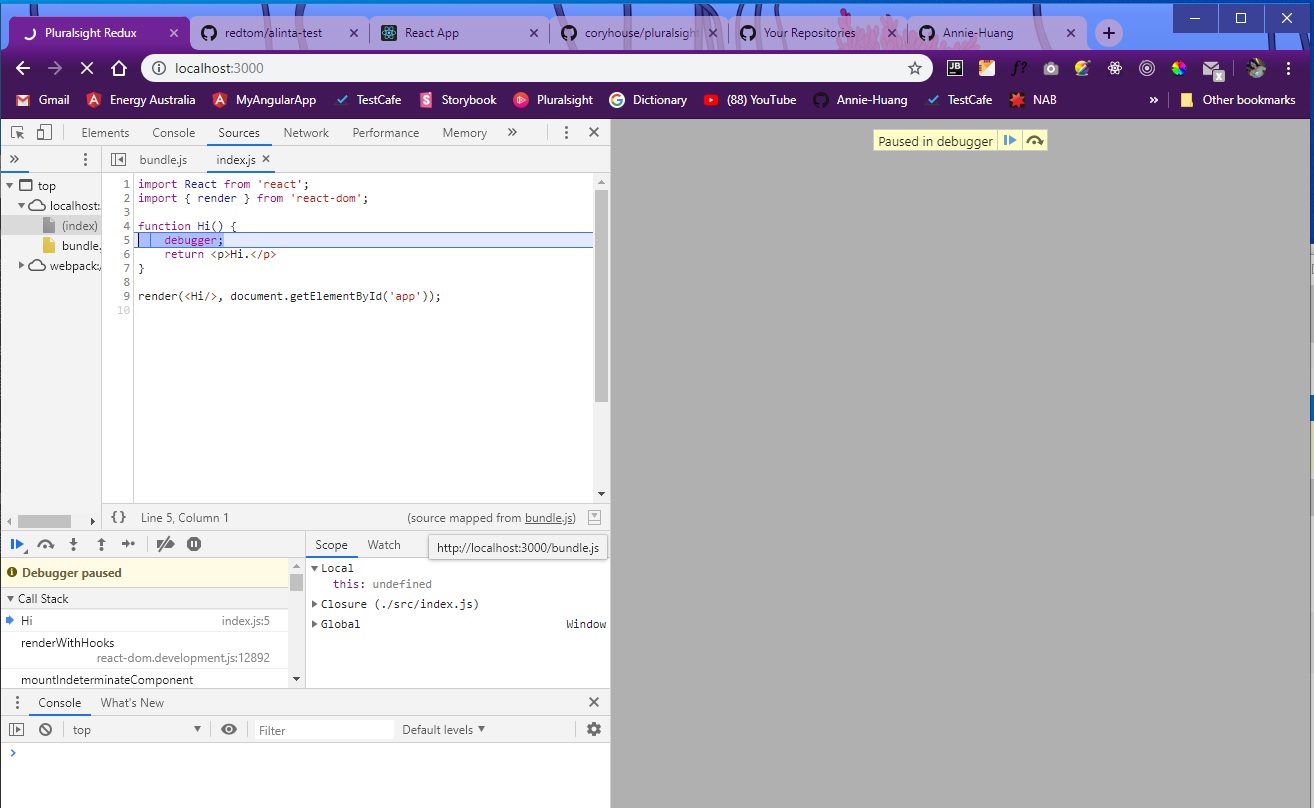 Pluralsight Redux redtom/alinta-test React App coryhouse/pluralsigh Your Repositories Annie-Huang
localhost:3000
Gmail Energy Australia MyAngularApp TestCafe Storybook Pluralsight Dictionary (88) YouTube Annie-Huang TestCafe NAB » Other bookmarks
Elements Console Sources Network Performance Memory »
Paused in debugger
» bundle.js index.js
top
localhost:
(index)
bundle.
webpack:/
1 import React from 'react';
2 import { render } from 'react-dom';
3
4 function Hi() {
5 debugger;
6 return <p>Hi.</p>
7 }
8
9 render(<Hi/>, document.getElementById('app'));
10
{} Line 5, Column 1 (source mapped from bundle.js)
Scope Watch
http://localhost:3000/bundle.js
Debugger paused
Call Stack
Hi index.js:5
renderWithHooks
react-dom.development.js:12892
mountIndeterminateComponent
Local
this: undefined
Closure (./src/index.js)
Global Window
Console What's New
top Filter Default levels